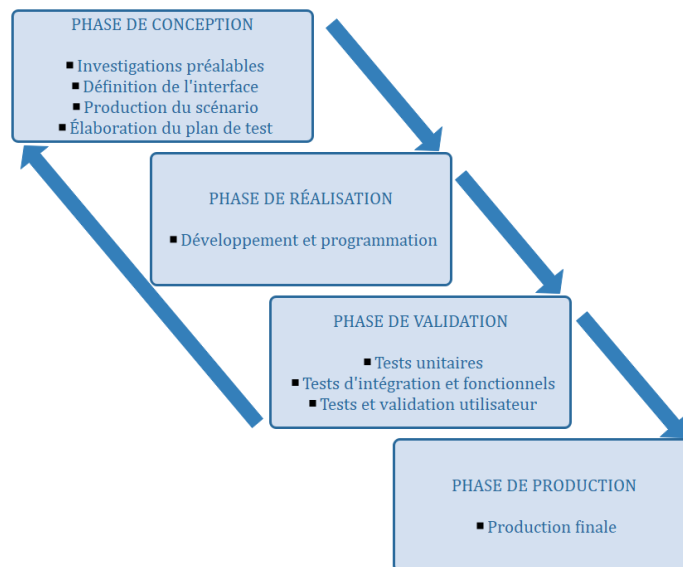 PHASE DE CONCEPTION
▪ Investigations préalables
▪ Définition de l'interface
▪ Production du scénario
▪ Élaboration du plan de test
PHASE DE RÉALISATION
▪ Développement et programmation
PHASE DE VALIDATION
▪ Tests unitaires
▪ Tests d'intégration et fonctionnels
▪ Tests et validation utilisateur
PHASE DE PRODUCTION
▪ Production finale